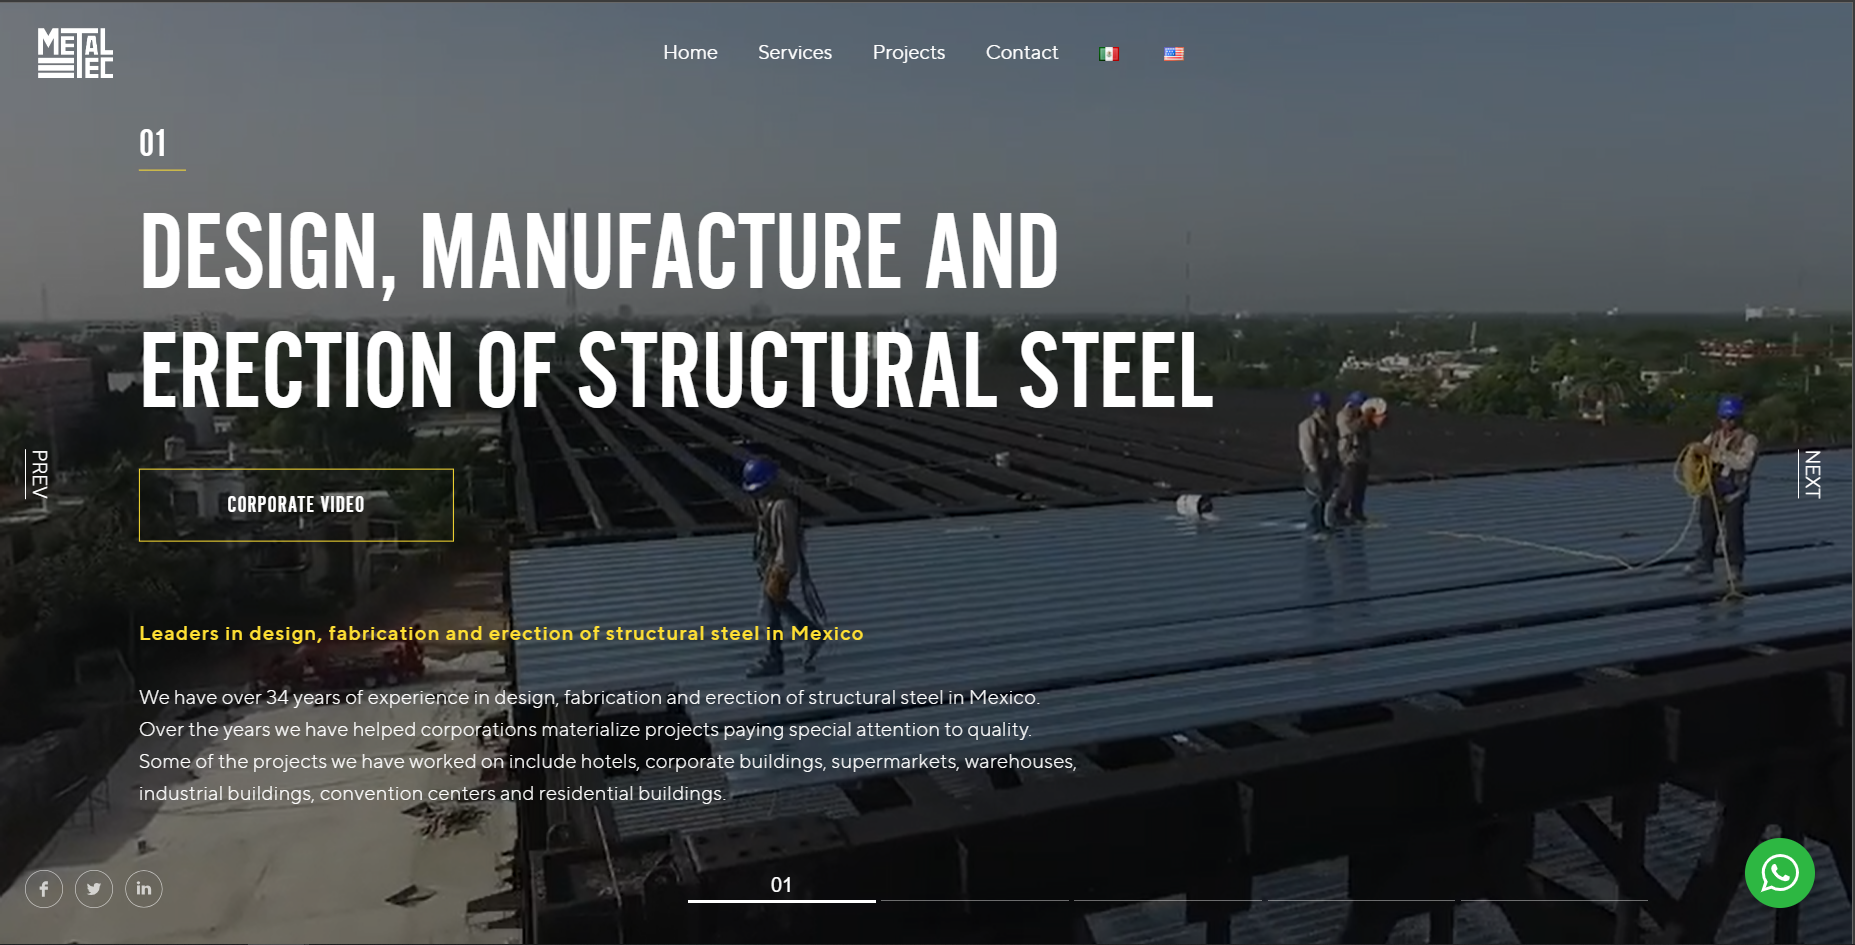 METAL
TEC
Home
Services
Projects
Contact
01
DESIGN, MANUFACTURE AND
ERECTION OF STRUCTURAL STEEL
PREV
NEXT
CORPORATE VIDEO
Leaders in design, fabrication and erection of structural steel in Mexico
We have over 34 years of experience in design, fabrication and erection of structural steel in Mexico.
Over the years we have helped corporations materialize projects paying special attention to quality.
Some of the projects we have worked on include hotels, corporate buildings, supermarkets, warehouses,
industrial buildings, convention centers and residential buildings.
f
in
01